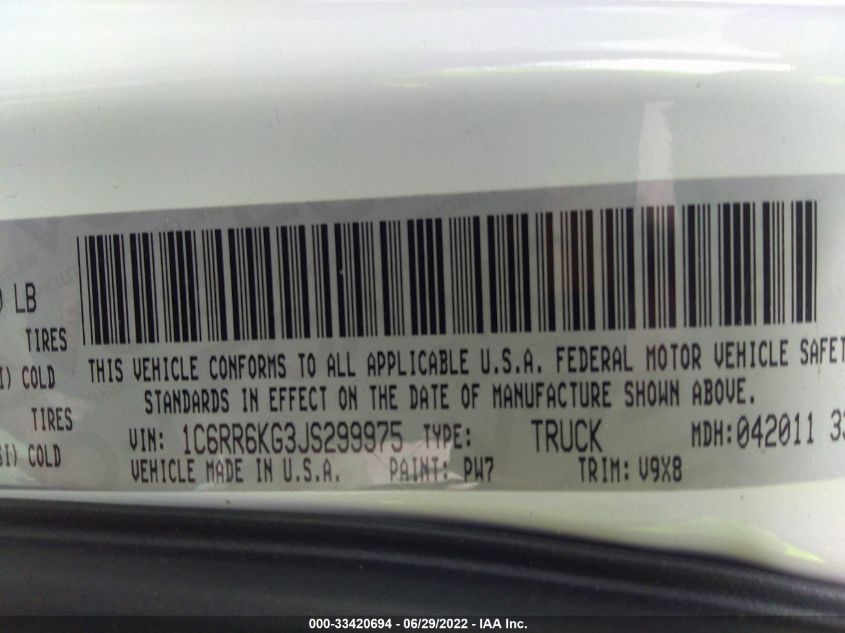 LB
TIRES
COLD
TIRES
COLD
THIS VEHICLE CONFORMS TO ALL APPLICABLE U.S.A. FEDERAL MOTOR VEHICLE SAFET
STANDARDS IN EFFECT ON THE DATE OF MANUFACTURE SHOWN ABOVE.
VIN: 1C6RR6KG3JS299975 TYPE: TRUCK MDH:042011 33
VEHICLE MADE IN U.S.A. PAINT: PW7 TRIM: V9X8
000-33420694 - 06/29/2022 - IAA Inc.